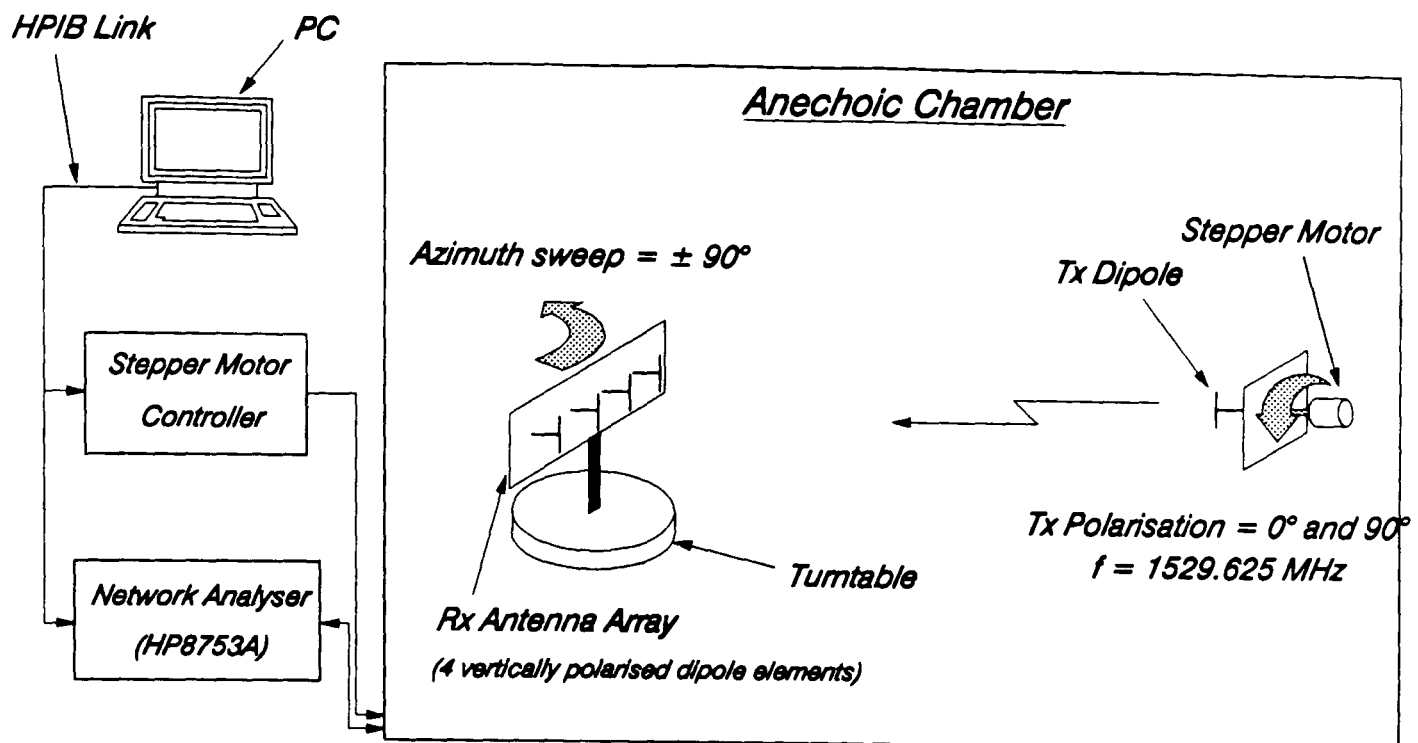 HPIB Link
PC
Anechoic Chamber
Azimuth sweep = ± 90°
Stepper Motor
Tx Dipole
Stepper Motor
Controller
Tx Polarisation = 0° and 90°
f = 1529.625 MHz
Turntable
Network Analyser
(HP8753A)
Rx Antenna Array
(4 vertically polarised dipole elements)